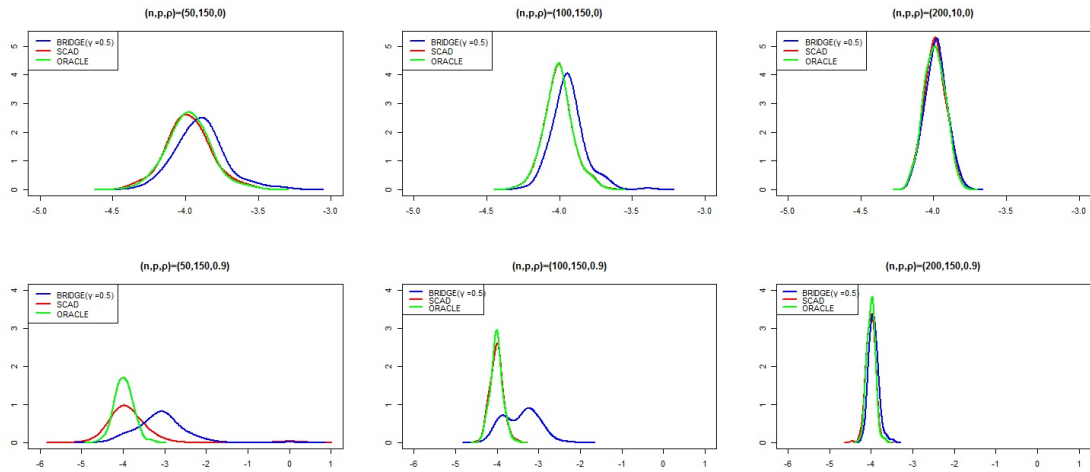 (n,p,ρ)=(50,150,0)
BRIDGE(γ =0.5)
SCAD
ORACLE
0 1 2 3 4 5
-5.0 -4.5 -4.0 -3.5 -3.0
(n,p,ρ)=(100,150,0)
BRIDGE(γ =0.5)
SCAD
ORACLE
0 1 2 3 4 5
-5.0 -4.5 -4.0 -3.5 -3.0
(n,p,ρ)=(200,10,0)
BRIDGE(γ =0.5)
SCAD
ORACLE
0 1 2 3 4 5
-5.0 -4.5 -4.0 -3.5 -3.0
(n,p,ρ)=(50,150,0.9)
BRIDGE(γ =0.5)
SCAD
ORACLE
0 1 2 3 4
-6 -5 -4 -3 -2 -1 0 1
(n,p,ρ)=(100,150,0.9)
BRIDGE(γ =0.5)
SCAD
ORACLE
0 1 2 3 4
-6 -5 -4 -3 -2 -1 0 1
(n,p,ρ)=(200,150,0.9)
BRIDGE(γ =0.5)
SCAD
ORACLE
0 1 2 3 4
-6 -5 -4 -3 -2 -1 0 1